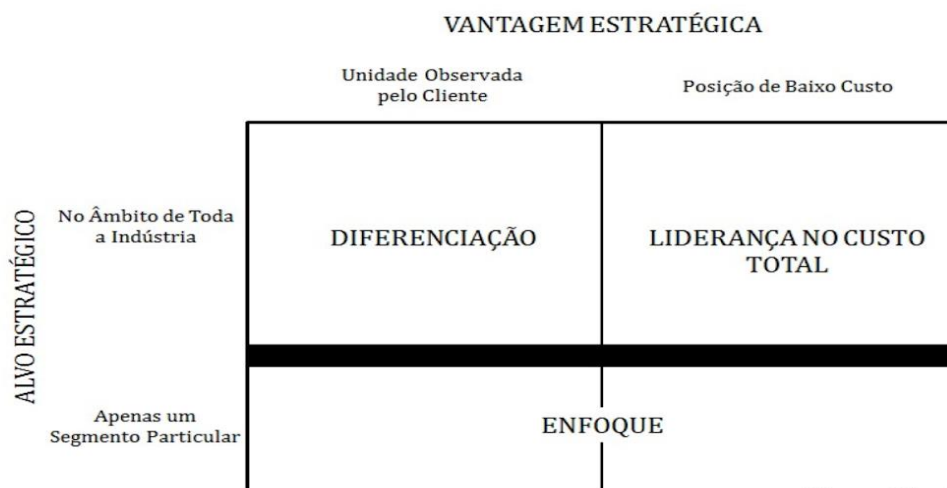 VANTAGEM ESTRATÉGICA
Unidade Observada
pelo Cliente
Posição de Baixo Custo
ALVO ESTRATÉGICO
No Âmbito de Toda
a Indústria
DIFERENCIAÇÃO
LIDERANÇA NO CUSTO
TOTAL
Apenas um
Segmento Particular
ENFOQUE